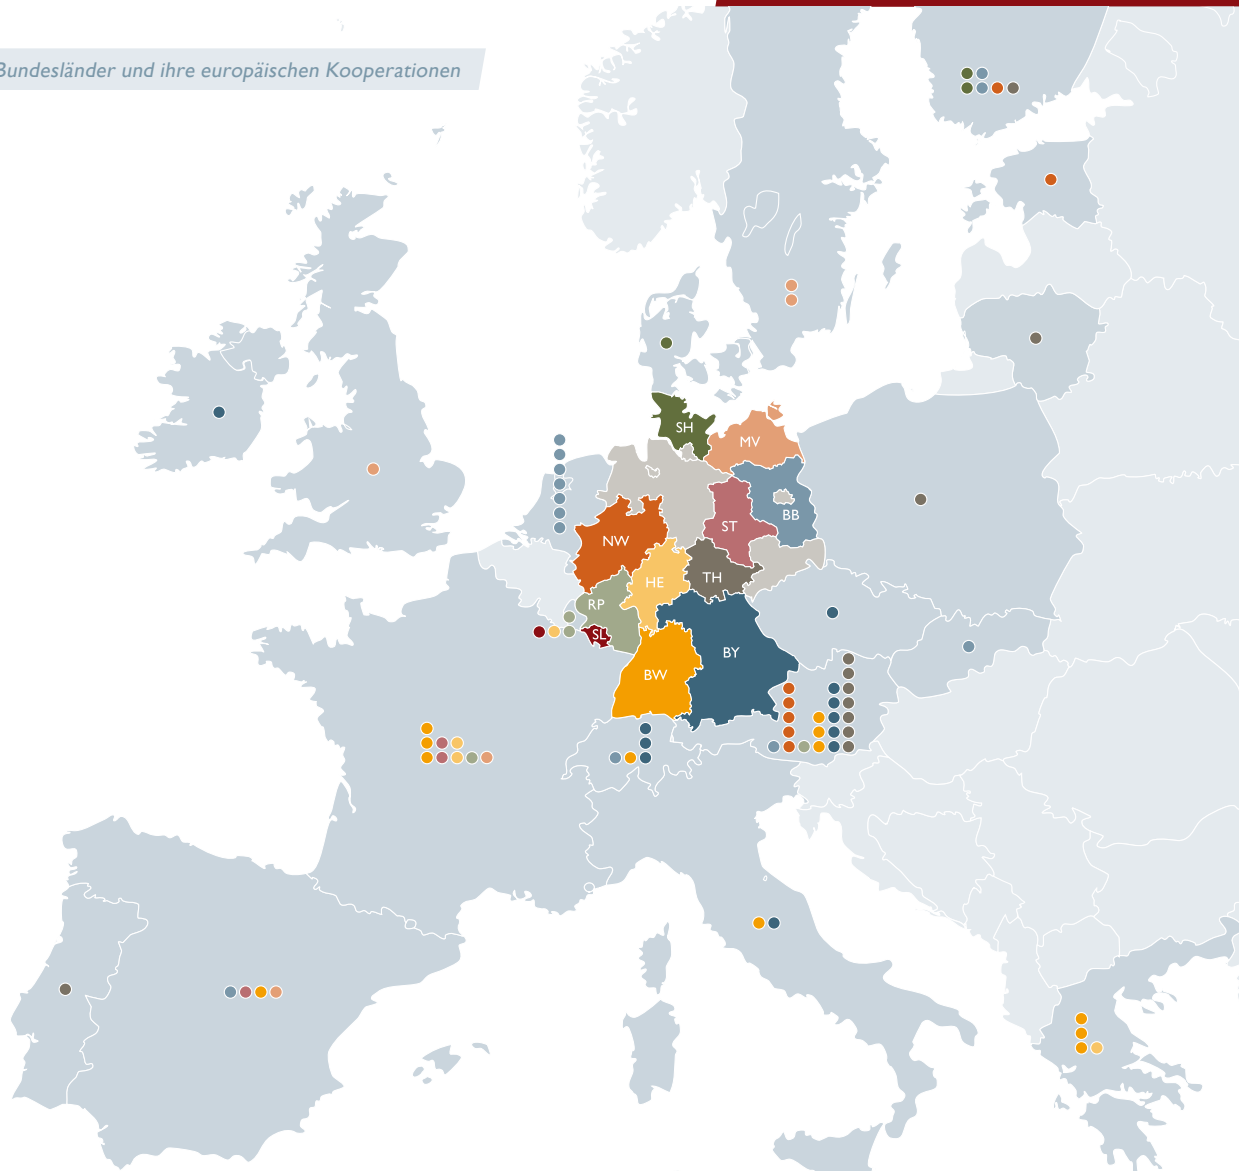 Bundesländer und ihre europäischen Kooperationen
SH
MV
BB
ST
NW
HE
TH
RP
SL
BY
BW